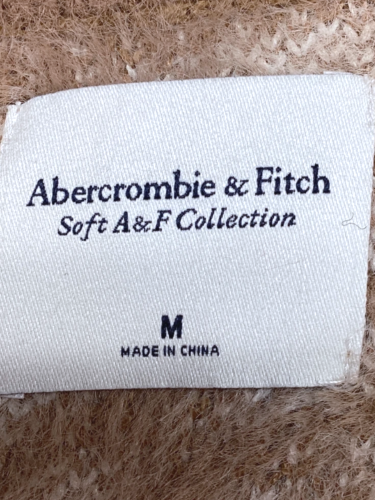 Abercrombie & Fitch
Soft A&F Collection
M
MADE IN CHINA